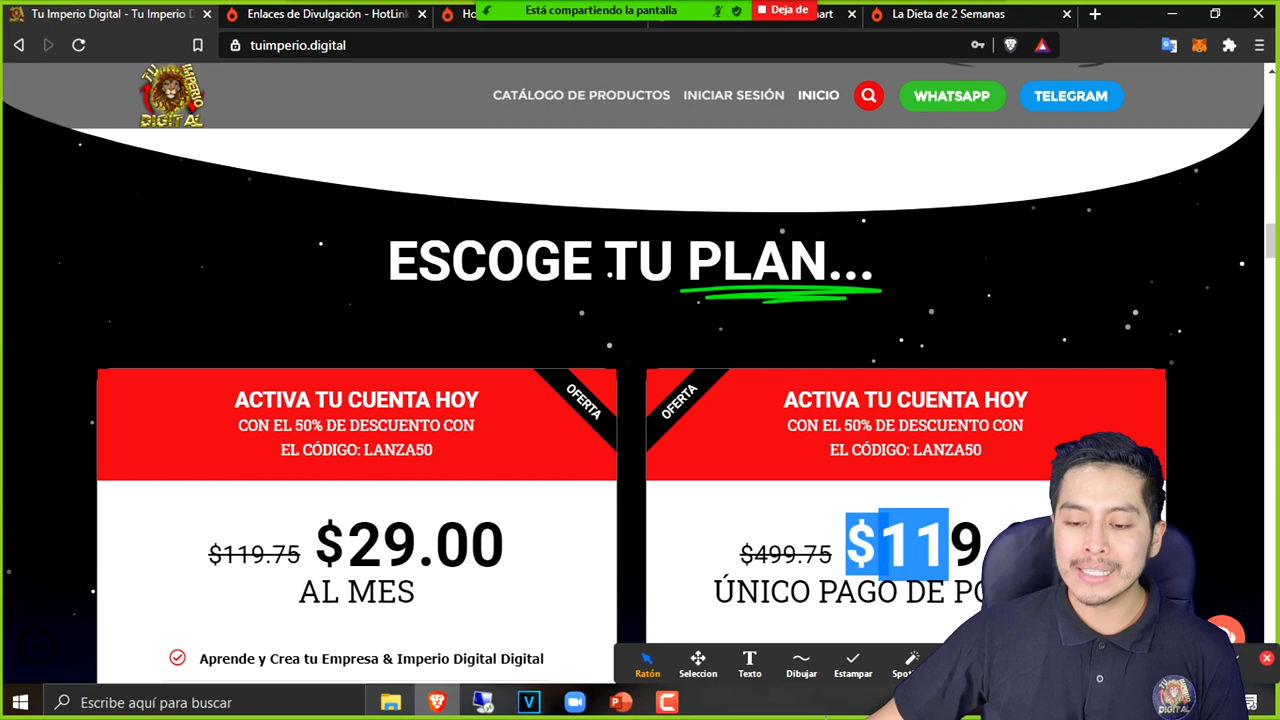 Tu Imperio Digital - Tu Imperio D
Enlaces de Divulgación - HotLink
Está compartiendo la pantalla
Deja de
La Dieta de 2 Semanas
tuimperio.digital
TU IMPERIO
DIGITAL
CATÁLOGO DE PRODUCTOS
INICIAR SESIÓN
INICIO
WHATSAPP
TELEGRAM
ESCOGE TU PLAN...
ACTIVA TU CUENTA HOY
CON EL 50% DE DESCUENTO CON
EL CÓDIGO: LANZA50
OFERTA
$119.75 $29.00
AL MES
Aprende y Crea tu Empresa & Imperio Digital Digital
OFERTA
ACTIVA TU CUENTA HOY
CON EL 50% DE DESCUENTO CON
EL CÓDIGO: LANZA50
$499.75 $119
ÚNICO PAGO DE
Ratón
Seleccion
Texto
Dibujar
Estampar
Escribe aquí para buscar